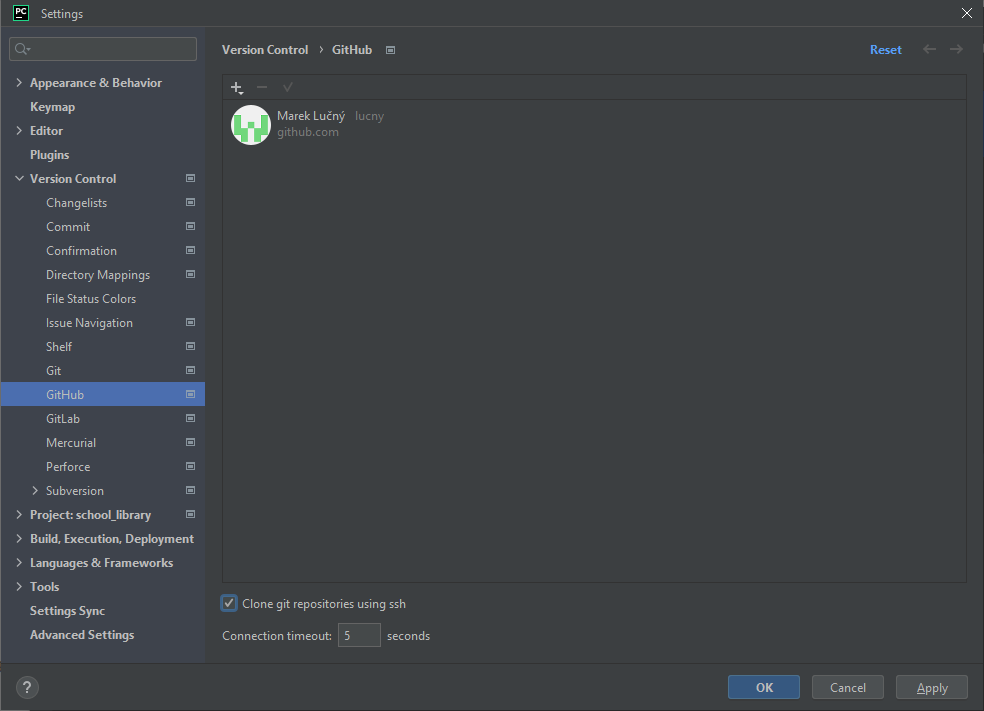 PC Settings
Version Control › GitHub Reset
Appearance & Behavior
Keymap
Editor
Plugins
Version Control
Changelists
Commit
Confirmation
Directory Mappings
File Status Colors
Issue Navigation
Shelf
Git
GitHub
GitLab
Mercurial
Perforce
Subversion
Project: school_library
Build, Execution, Deployment
Languages & Frameworks
Tools
Settings Sync
Advanced Settings
Marek Lučný lucny
github.com
Clone git repositories using ssh
Connection timeout: 5 seconds
? OK Cancel Apply